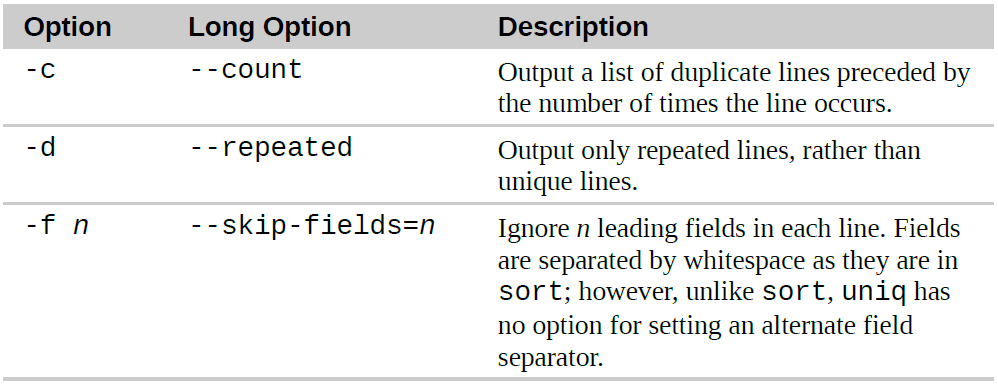 Option Long Option Description
-c --count Output a list of duplicate lines preceded by
the number of times the line occurs.
-d --repeated Output only repeated lines, rather than
unique lines.
-f n --skip-fields=n Ignore n leading fields in each line. Fields
are separated by whitespace as they are in
sort; however, unlike sort, uniq has
no option for setting an alternate field
separator.